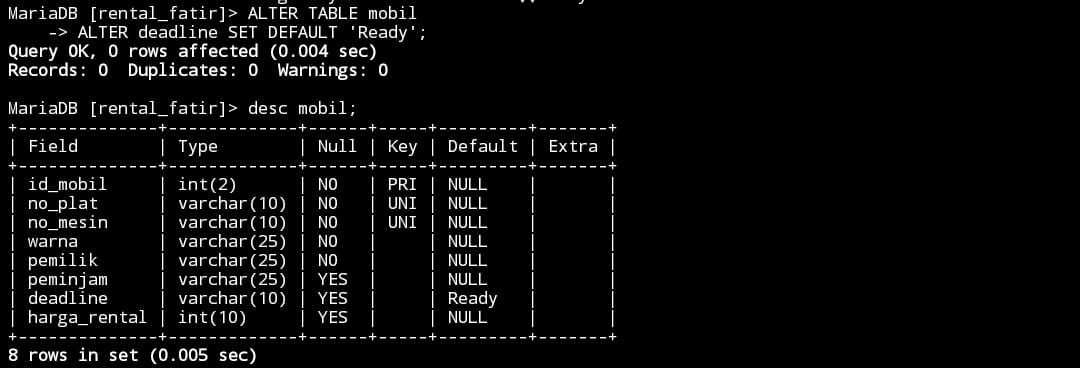 MariaDB [rental_fatir]> ALTER TABLE mobil
    -> ALTER deadline SET DEFAULT 'Ready';
Query OK, 0 rows affected (0.004 sec)
Records: 0  Duplicates: 0  Warnings: 0

MariaDB [rental_fatir]> desc mobil;
+--------------+-------------+------+-----+---------+-------+
| Field        | Type        | Null | Key | Default | Extra |
+--------------+-------------+------+-----+---------+-------+
| id_mobil     | int(2)      | NO   | PRI | NULL    |       |
| no_plat      | varchar(10) | NO   | UNI | NULL    |       |
| no_mesin     | varchar(10) | NO   | UNI | NULL    |       |
| warna        | varchar(25) | NO   |     | NULL    |       |
| pemilik      | varchar(25) | NO   |     | NULL    |       |
| peminjam     | varchar(25) | YES  |     | NULL    |       |
| deadline     | varchar(10) | YES  |     | Ready   |       |
| harga_rental | int(10)     | YES  |     | NULL    |       |
+--------------+-------------+------+-----+---------+-------+
8 rows in set (0.005 sec)